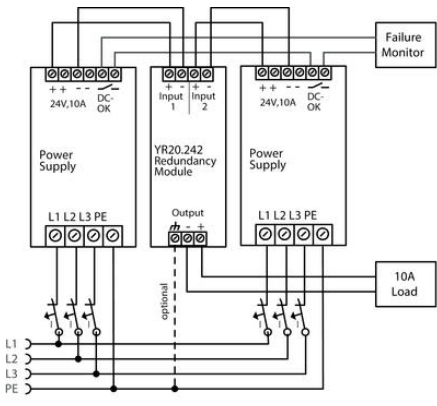 Failure
Monitor
+ + - -
24V,10A
DC-
OK
+ - + -
Input
1
Input
2
+ + - -
24V,10A
DC-
OK
Power
Supply
YR20.242
Redundancy
Module
Power
Supply
L1 L2 L3 PE
Output
- +
L1 L2 L3 PE
10A
Load
optional
I
I
I
I
I
I
L1
L2
L3
PE